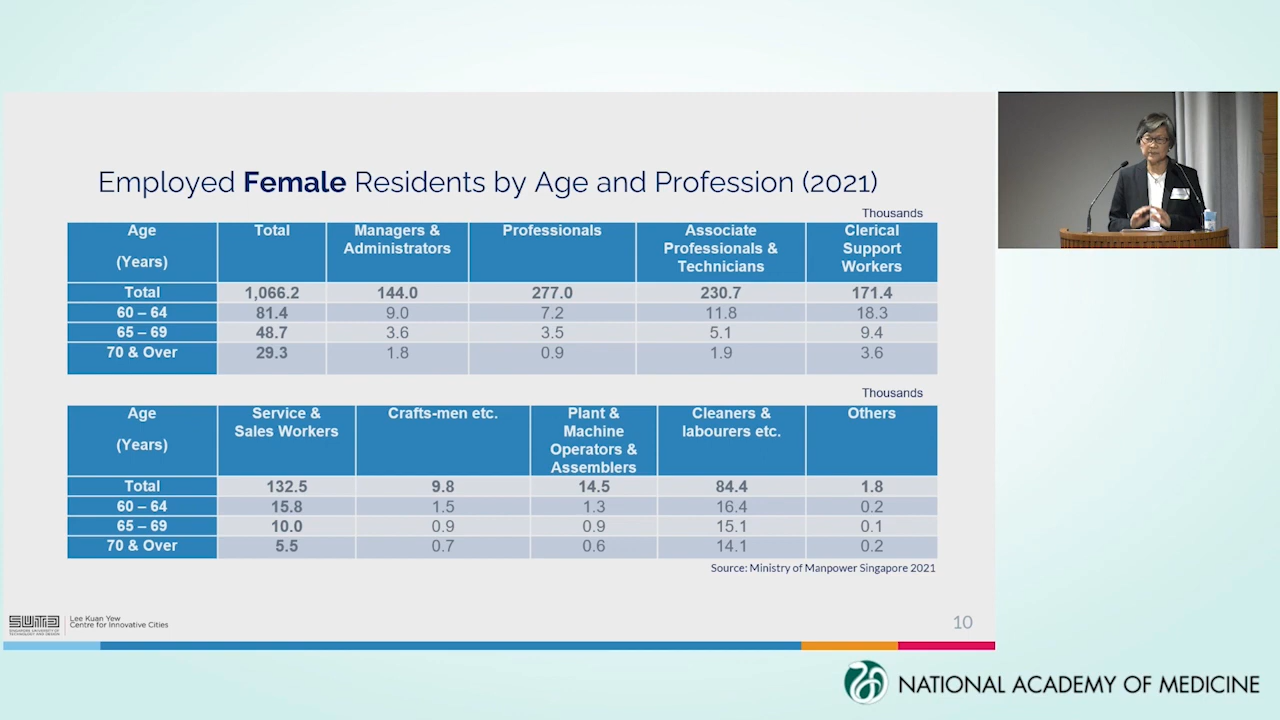 Employed Female Residents by Age and Profession (2021)
Thousands
Age (Years) Total Managers & Administrators Professionals Associate Professionals & Technicians Clerical Support Workers
Total 1,066.2 144.0 277.0 230.7 171.4
60 – 64 81.4 9.0 7.2 11.8 18.3
65 – 69 48.7 3.6 3.5 5.1 9.4
70 & Over 29.3 1.8 0.9 1.9 3.6
Thousands
Age (Years) Service & Sales Workers Crafts-men etc. Plant & Machine Operators & Assemblers Cleaners & labourers etc. Others
Total 132.5 9.8 14.5 84.4 1.8
60 – 64 15.8 1.5 1.3 16.4 0.2
65 – 69 10.0 0.9 0.9 15.1 0.1
70 & Over 5.5 0.7 0.6 14.1 0.2
Source: Ministry of Manpower Singapore 2021
SUTD
SINGAPORE UNIVERSITY OF
TECHNOLOGY AND DESIGN
Lee Kuan Yew
Centre for Innovative Cities
10
NATIONAL ACADEMY OF MEDICINE